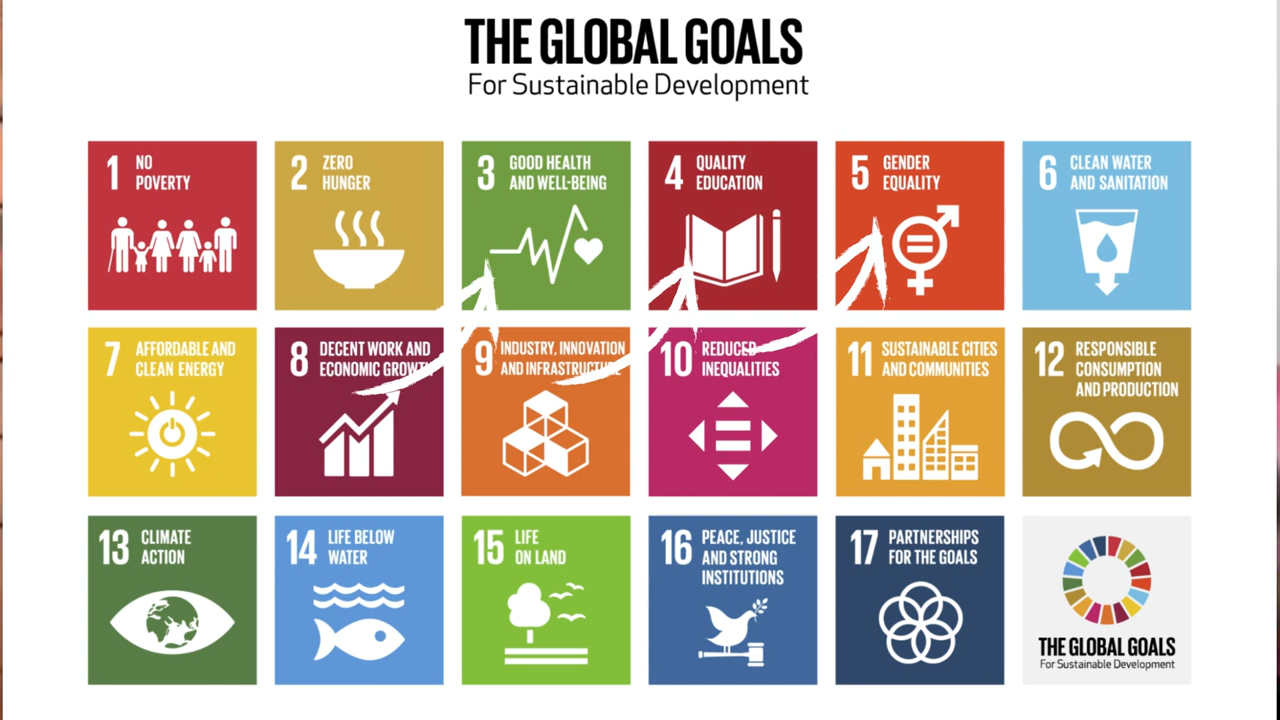 THE GLOBAL GOALS
For Sustainable Development
1 NO
POVERTY
2 ZERO
HUNGER
3 GOOD HEALTH
AND WELL-BEING
4 QUALITY
EDUCATION
5 GENDER
EQUALITY
6 CLEAN WATER
AND SANITATION
7 AFFORDABLE AND
CLEAN ENERGY
8 DECENT WORK AND
ECONOMIC GROWTH
9 INDUSTRY, INNOVATION
AND INFRASTRUCTURE
10 REDUCED
INEQUALITIES
11 SUSTAINABLE CITIES
AND COMMUNITIES
12 RESPONSIBLE
CONSUMPTION
AND PRODUCTION
13 CLIMATE
ACTION
14 LIFE BELOW
WATER
15 LIFE
ON LAND
16 PEACE, JUSTICE
AND STRONG
INSTITUTIONS
17 PARTNERSHIPS
FOR THE GOALS
THE GLOBAL GOALS
For Sustainable Development